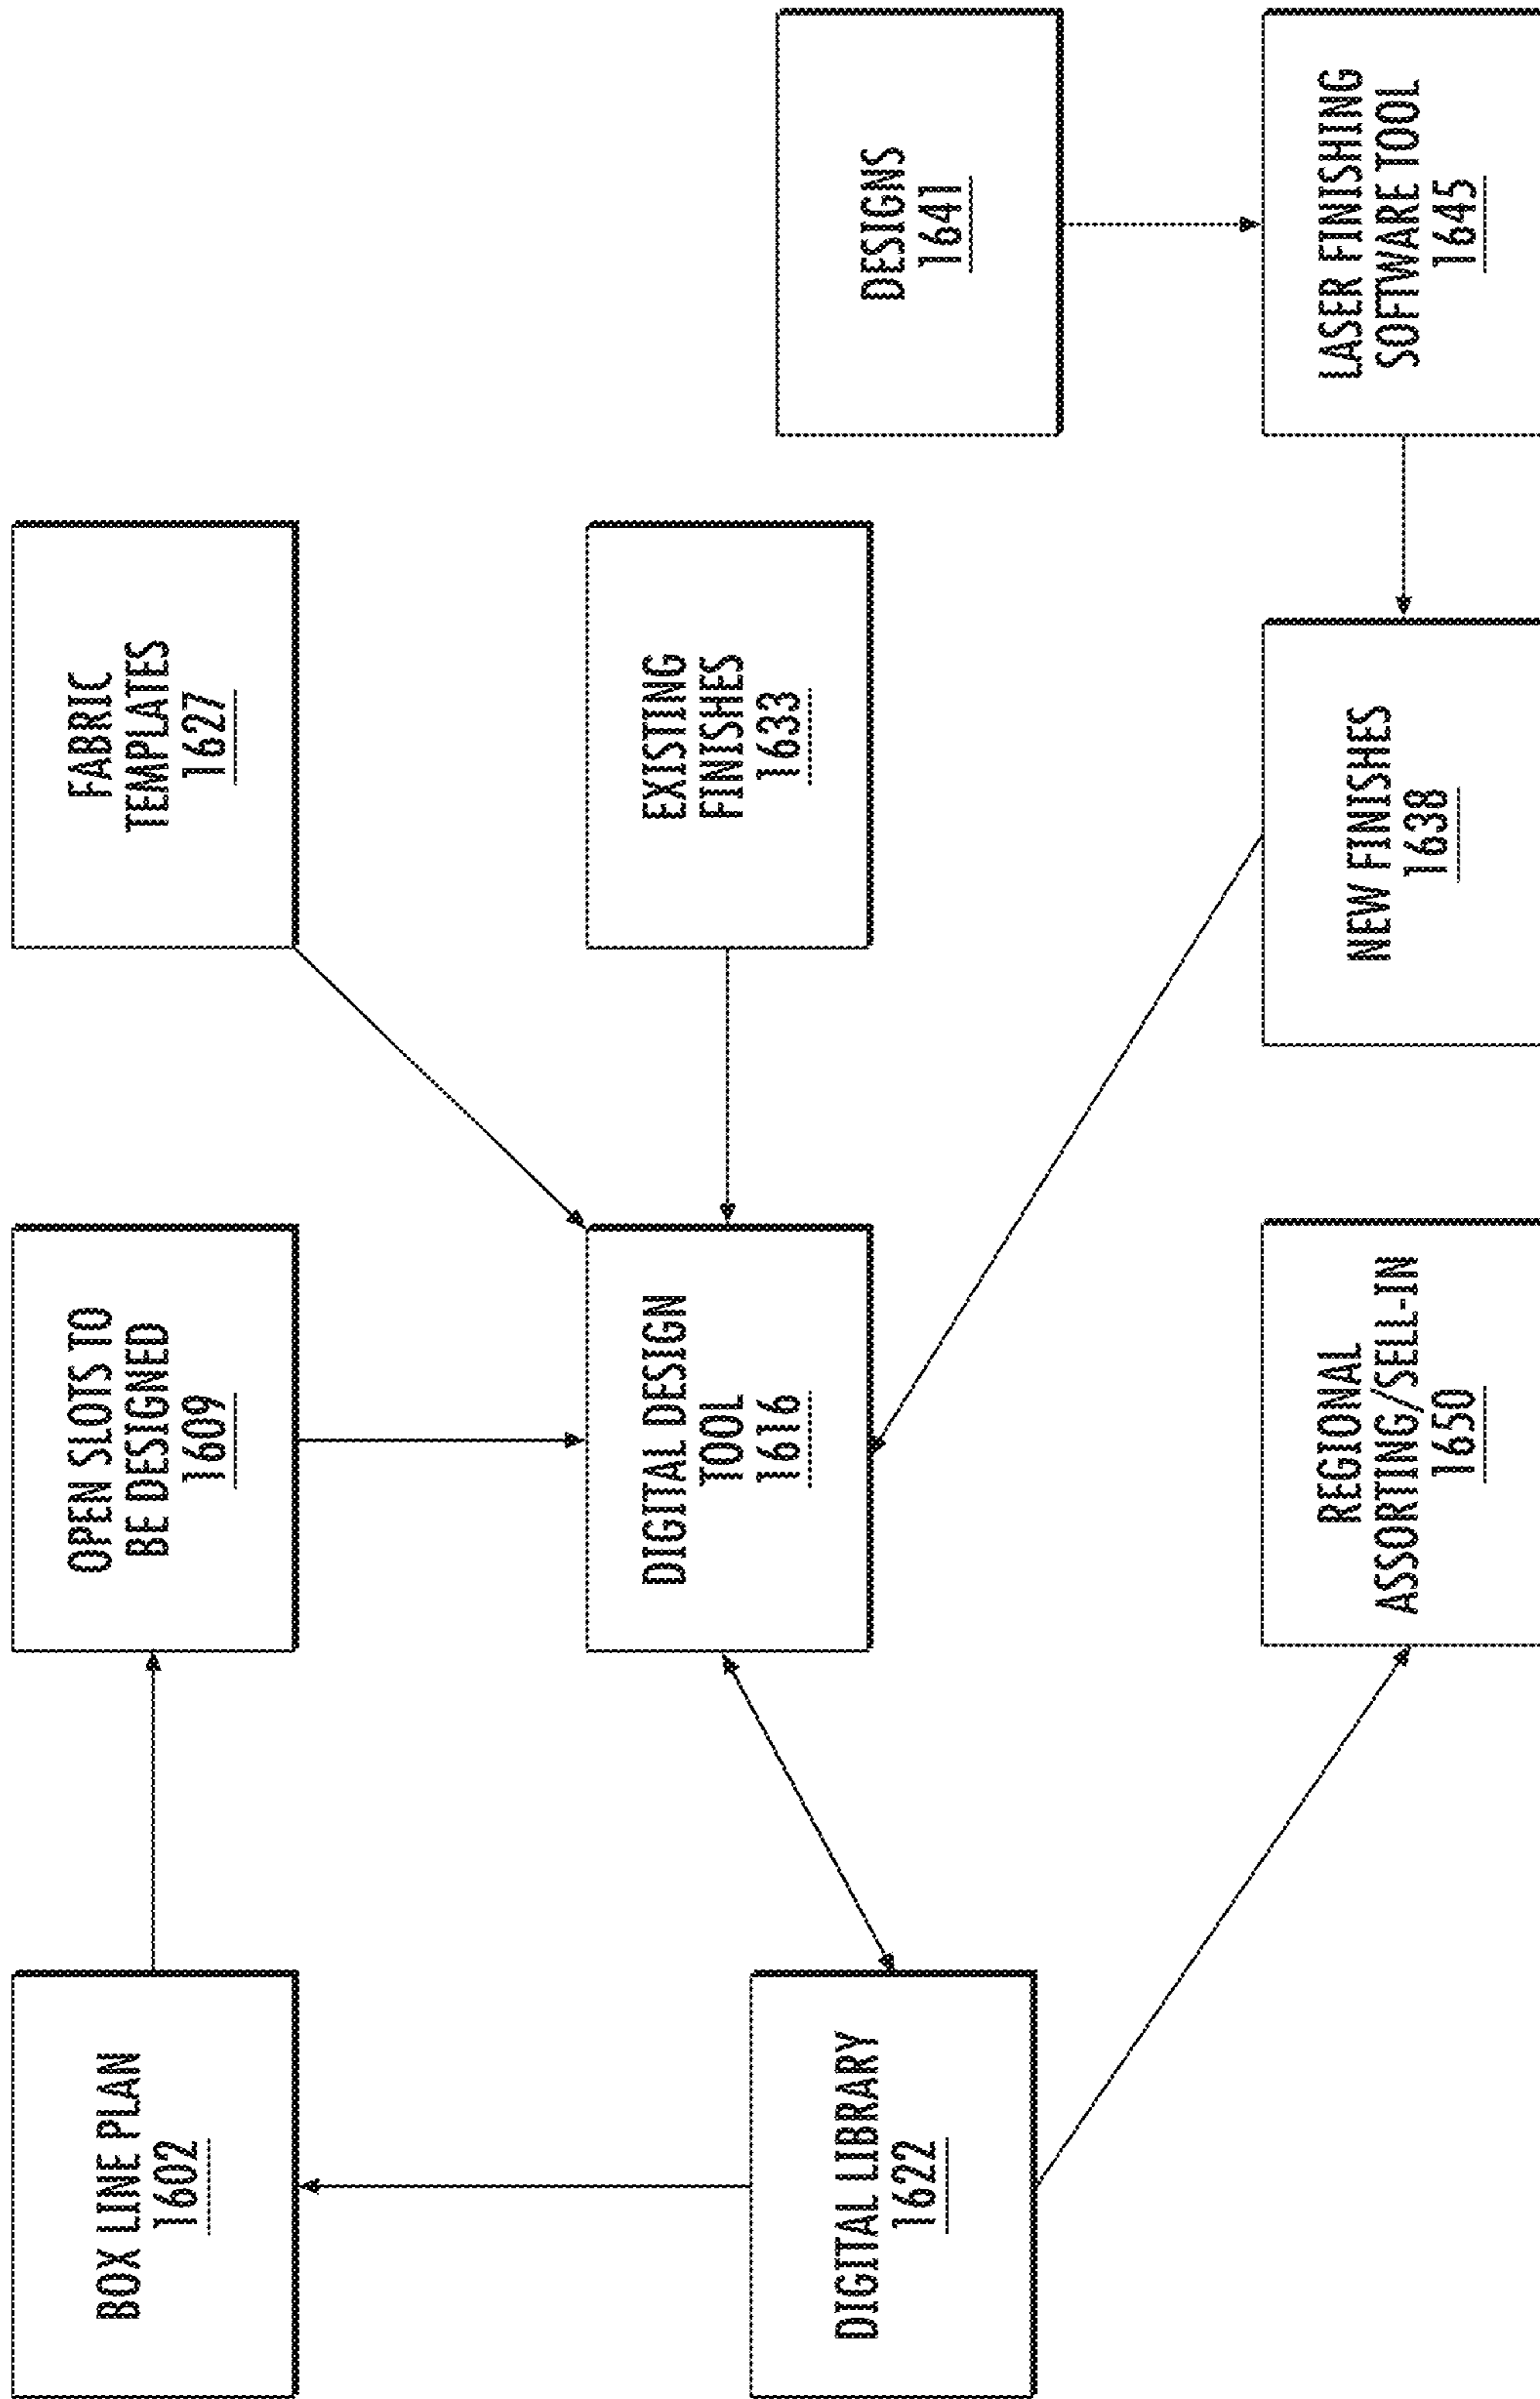 BOX LINE PLAN
1602
OPEN SLOTS TO
BE DESIGNED
1609
FABRIC
TEMPLATES
1627
DIGITAL LIBRARY
1622
DIGITAL DESIGN
TOOL
1616
EXISTING
FINISHES
1633
DESIGNS
1641
REGIONAL
ASSORTING/SELL-IN
1650
NEW FINISHES
1638
LASER FINISHING
SOFTWARE TOOL
1645